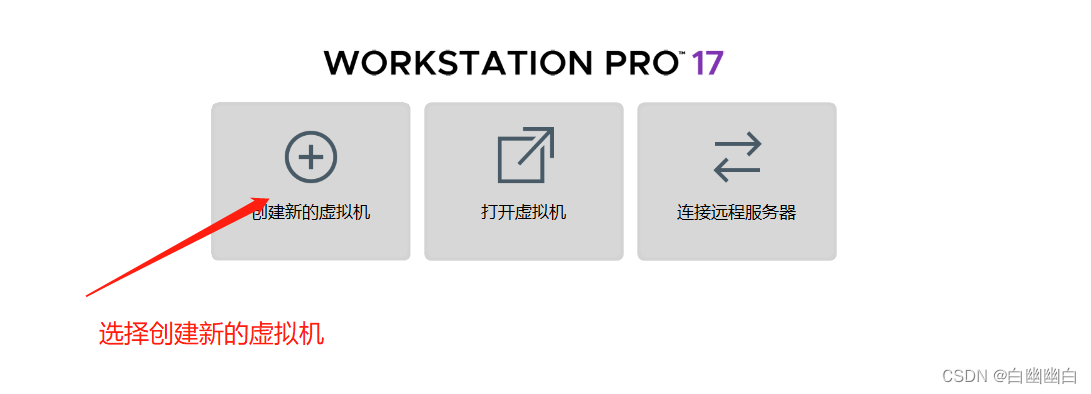 WORKSTATION PRO™ 17
创建新的虚拟机
打开虚拟机
连接远程服务器
选择创建新的虚拟机
CSDN @白幽幽白